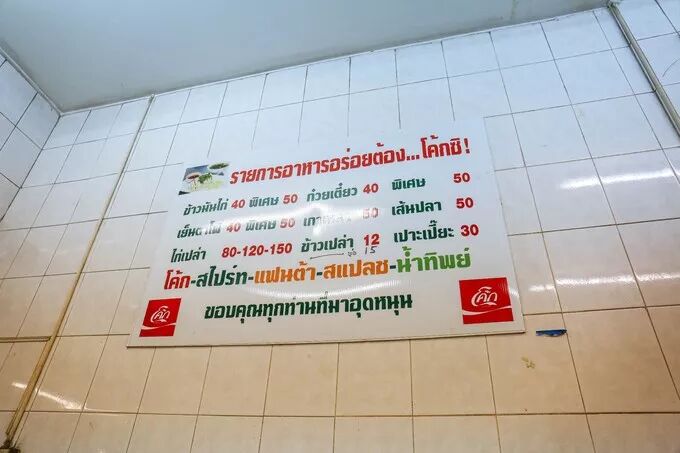 รายการอาหารอร่อยต้อง...โค้กซิ!
ข้าวมันไก่ 40 พิเศษ 50 ก๋วยเตี๋ยว 40 พิเศษ 50
เย็นตาโฟ 40 พิเศษ 50 50 เส้นปลา 50
ไก่เปล่า 80-120-150 ข้าวเปล่า 12 เปาะเปี๊ยะ 30
15
โค้ก-สไปร์ท-แฟนต้า-สแปลช-น้ำทิพย์
โค้ก
ขอบคุณทุกท่านที่มาอุดหนุน
โค้ก